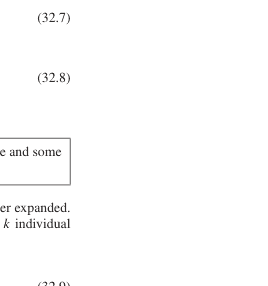 (32.7)
(32.8)
e and some
er expanded.
k individual
(32.9)